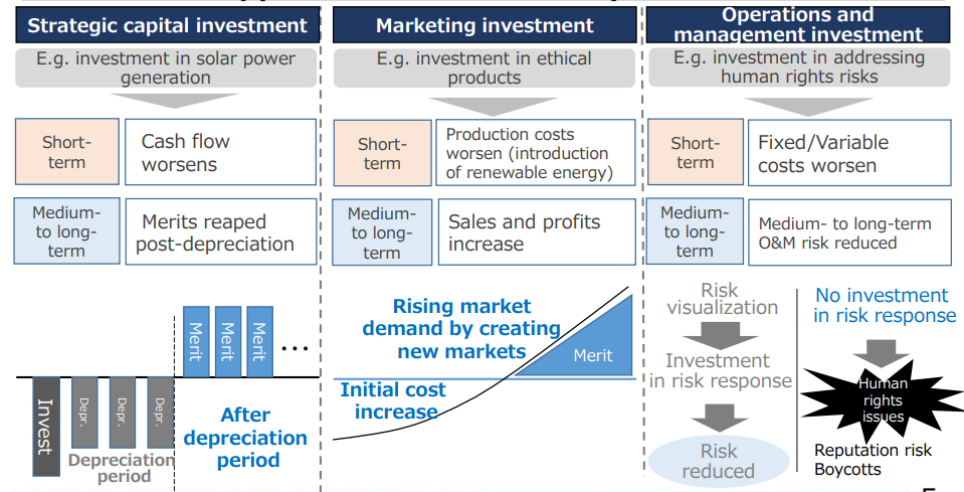 Strategic capital investment
E.g. investment in solar power
generation
Short-
term
Cash flow
worsens
Medium-
to long-
term
Merits reaped
post-depreciation
Merit
Merit
Merit
...
Invest
Depr.
Depr.
Depr.
Depreciation
period
After
depreciation
period
Marketing investment
E.g. investment in ethical
products
Short-
term
Production costs
worsen (introduction
of renewable energy)
Medium-
to long-
term
Sales and profits
increase
Rising market
demand by creating
new markets
Merit
Initial cost
increase
Operations and
management investment
E.g. investment in addressing
human rights risks
Short-
term
Fixed/Variable
costs worsen
Medium-
to long-
term
Medium- to long-term
O&M risk reduced
Risk
visualization
Investment
in risk response
Risk
reduced
No investment
in risk response
Human
rights
issues
Reputation risk
Boycotts